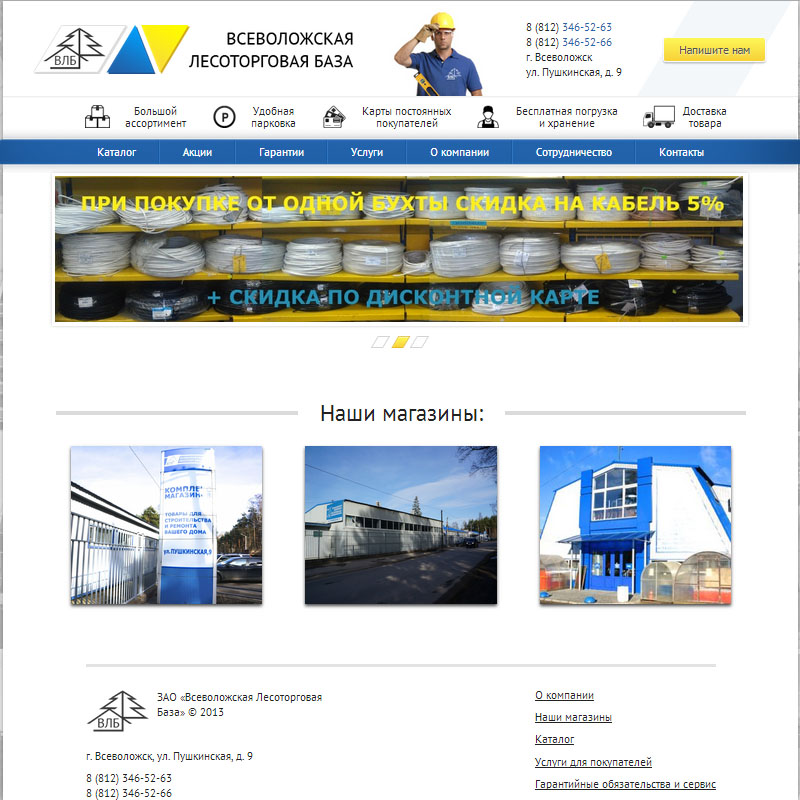 ВЛБ
ВСЕВОЛОЖСКАЯ
ЛЕСОТОРГОВАЯ БАЗА
8 (812) 346-52-63
8 (812) 346-52-66
г. Всеволожск
ул. Пушкинская, д. 9
Напишите нам
Большой
ассортимент
P
Удобная
парковка
Карты постоянных
покупателей
Бесплатная погрузка
и хранение
Доставка
товара
Каталог
Акции
Гарантии
Услуги
О компании
Сотрудничество
Контакты
ПРИ ПОКУПКЕ ОТ ОДНОЙ БУХТЫ СКИДКА НА КАБЕЛЬ 5%
+ СКИДКА ПО ДИСКОНТНОЙ КАРТЕ
Наши магазины:
КОМПЛЕ
МАГАЗИН
ТОВАРЫ ДЛЯ
СТРОИТЕЛЬСТВА
И РЕМОНТА
ВАШЕГО ДОМА
ул.ПУШКИНСКАЯ,9
ВЛБ
ЗАО «Всеволожская Лесоторговая
База» © 2013
г. Всеволожск, ул. Пушкинская, д. 9
8 (812) 346-52-63
8 (812) 346-52-66
О компании
Наши магазины
Каталог
Услуги для покупателей
Гарантийные обязательства и сервис